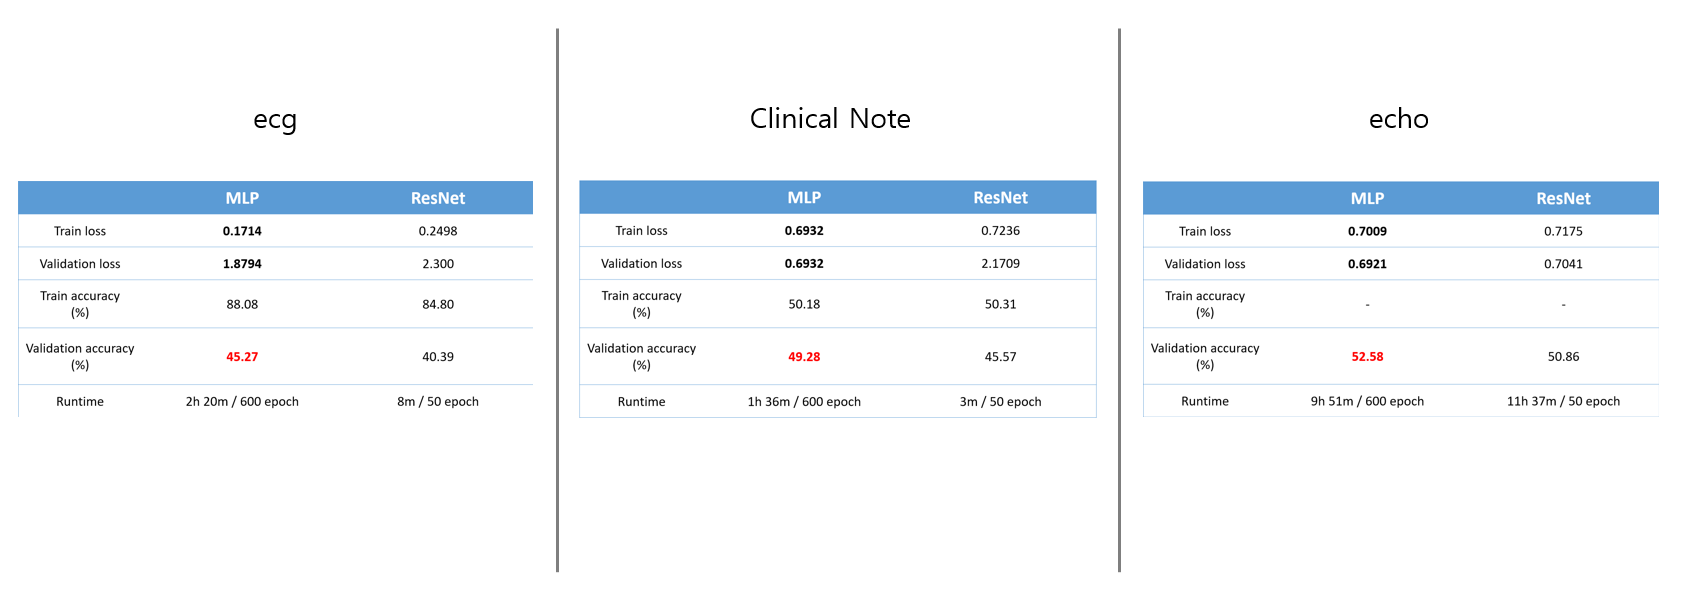 ecg
MLP ResNet
Train loss 0.1714 0.2498
Validation loss 1.8794 2.300
Train accuracy
(%) 88.08 84.80
Validation accuracy
(%) 45.27 40.39
Runtime 2h 20m / 600 epoch 8m / 50 epoch
Clinical Note
MLP ResNet
Train loss 0.6932 0.7236
Validation loss 0.6932 2.1709
Train accuracy
(%) 50.18 50.31
Validation accuracy
(%) 49.28 45.57
Runtime 1h 36m / 600 epoch 3m / 50 epoch
echo
MLP ResNet
Train loss 0.7009 0.7175
Validation loss 0.6921 0.7041
Train accuracy
(%) - -
Validation accuracy
(%) 52.58 50.86
Runtime 9h 51m / 600 epoch 11h 37m / 50 epoch